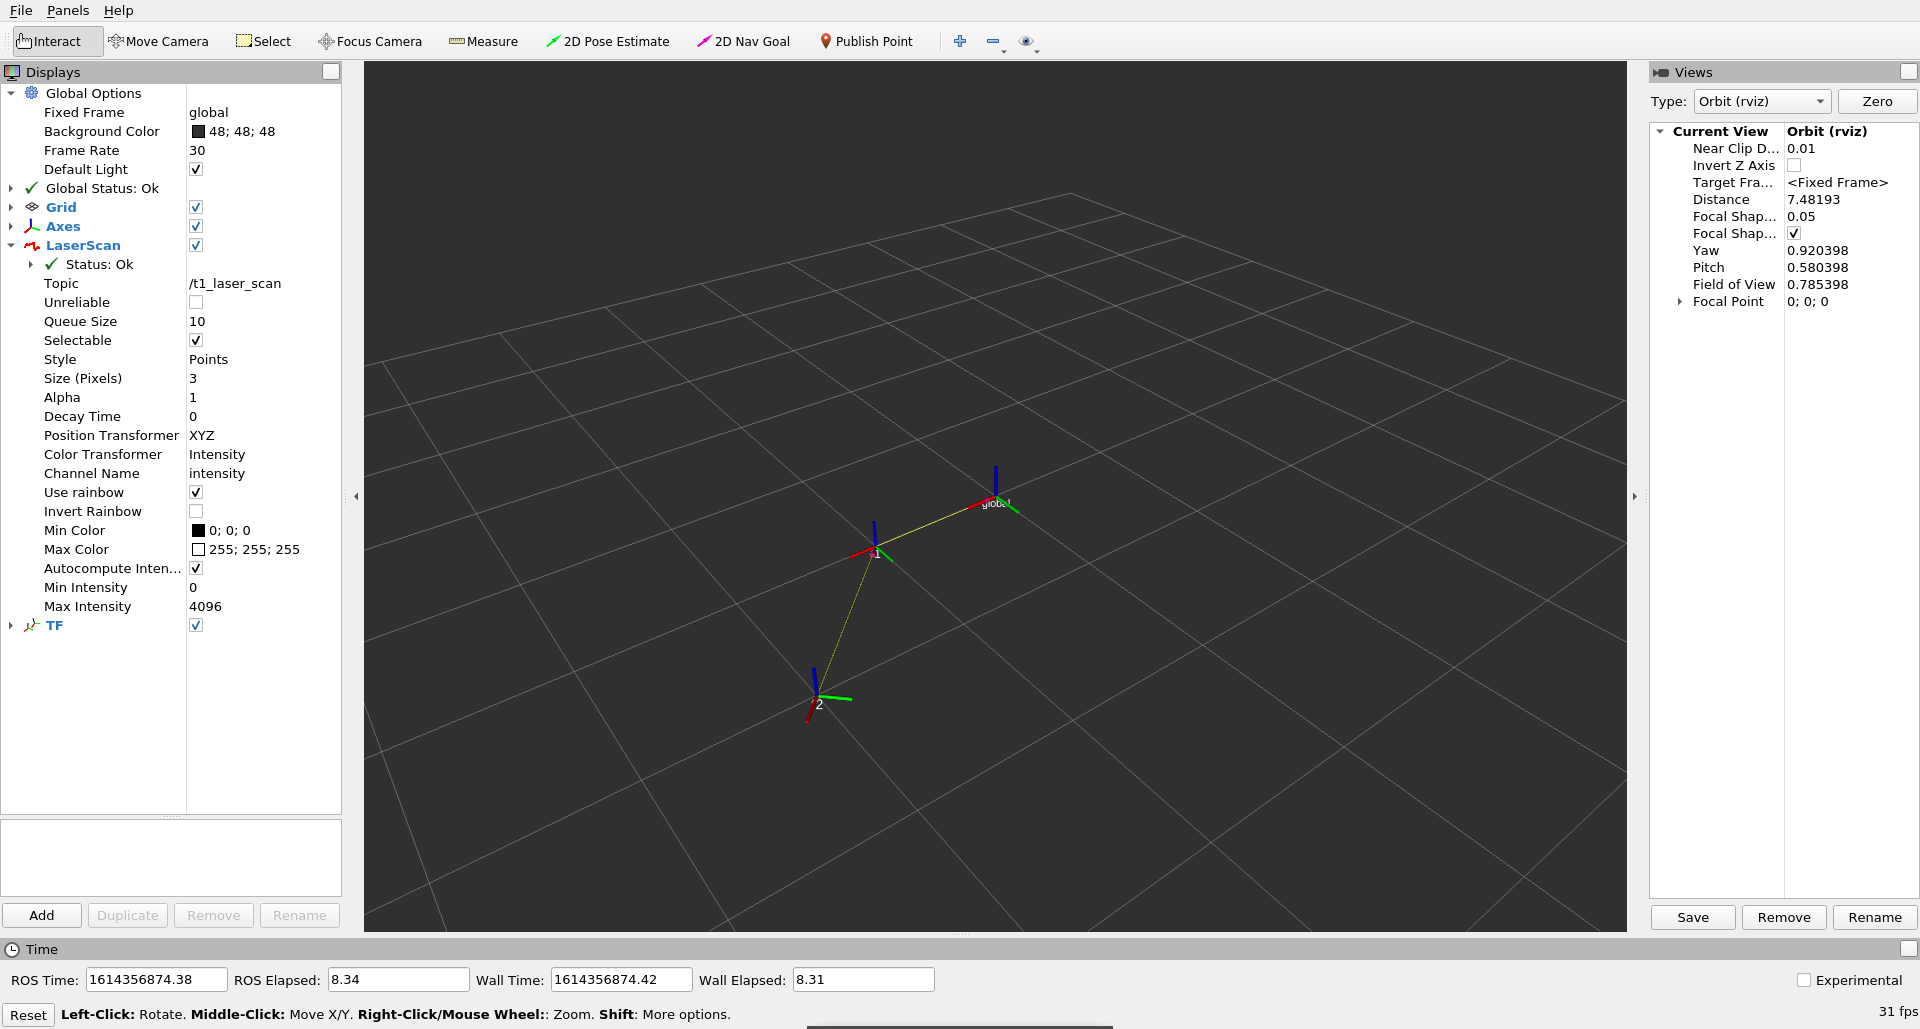 File Panels Help
Interact Move Camera Select Focus Camera Measure 2D Pose Estimate 2D Nav Goal Publish Point
Displays
Global Options
Fixed Frame global
Background Color 48; 48; 48
Frame Rate 30
Default Light
Global Status: Ok
Grid
Axes
LaserScan
Status: Ok
Topic /t1_laser_scan
Unreliable
Queue Size 10
Selectable
Style Points
Size (Pixels) 3
Alpha 1
Decay Time 0
Position Transformer XYZ
Color Transformer Intensity
Channel Name intensity
Use rainbow
Invert Rainbow
Min Color 0; 0; 0
Max Color 255; 255; 255
Autocompute Inten...
Min Intensity 0
Max Intensity 4096
TF
Add Duplicate Remove Rename
global
1
2
Views
Type: Orbit (rviz) Zero
Current View Orbit (rviz)
Near Clip D... 0.01
Invert Z Axis
Target Fra... <Fixed Frame>
Distance 7.48193
Focal Shap... 0.05
Focal Shap...
Yaw 0.920398
Pitch 0.580398
Field of View 0.785398
Focal Point 0; 0; 0
Save Remove Rename
Time
ROS Time: 1614356874.38 ROS Elapsed: 8.34 Wall Time: 1614356874.42 Wall Elapsed: 8.31 Experimental
Reset Left-Click: Rotate. Middle-Click: Move X/Y. Right-Click/Mouse Wheel:: Zoom. Shift: More options. 31 fps